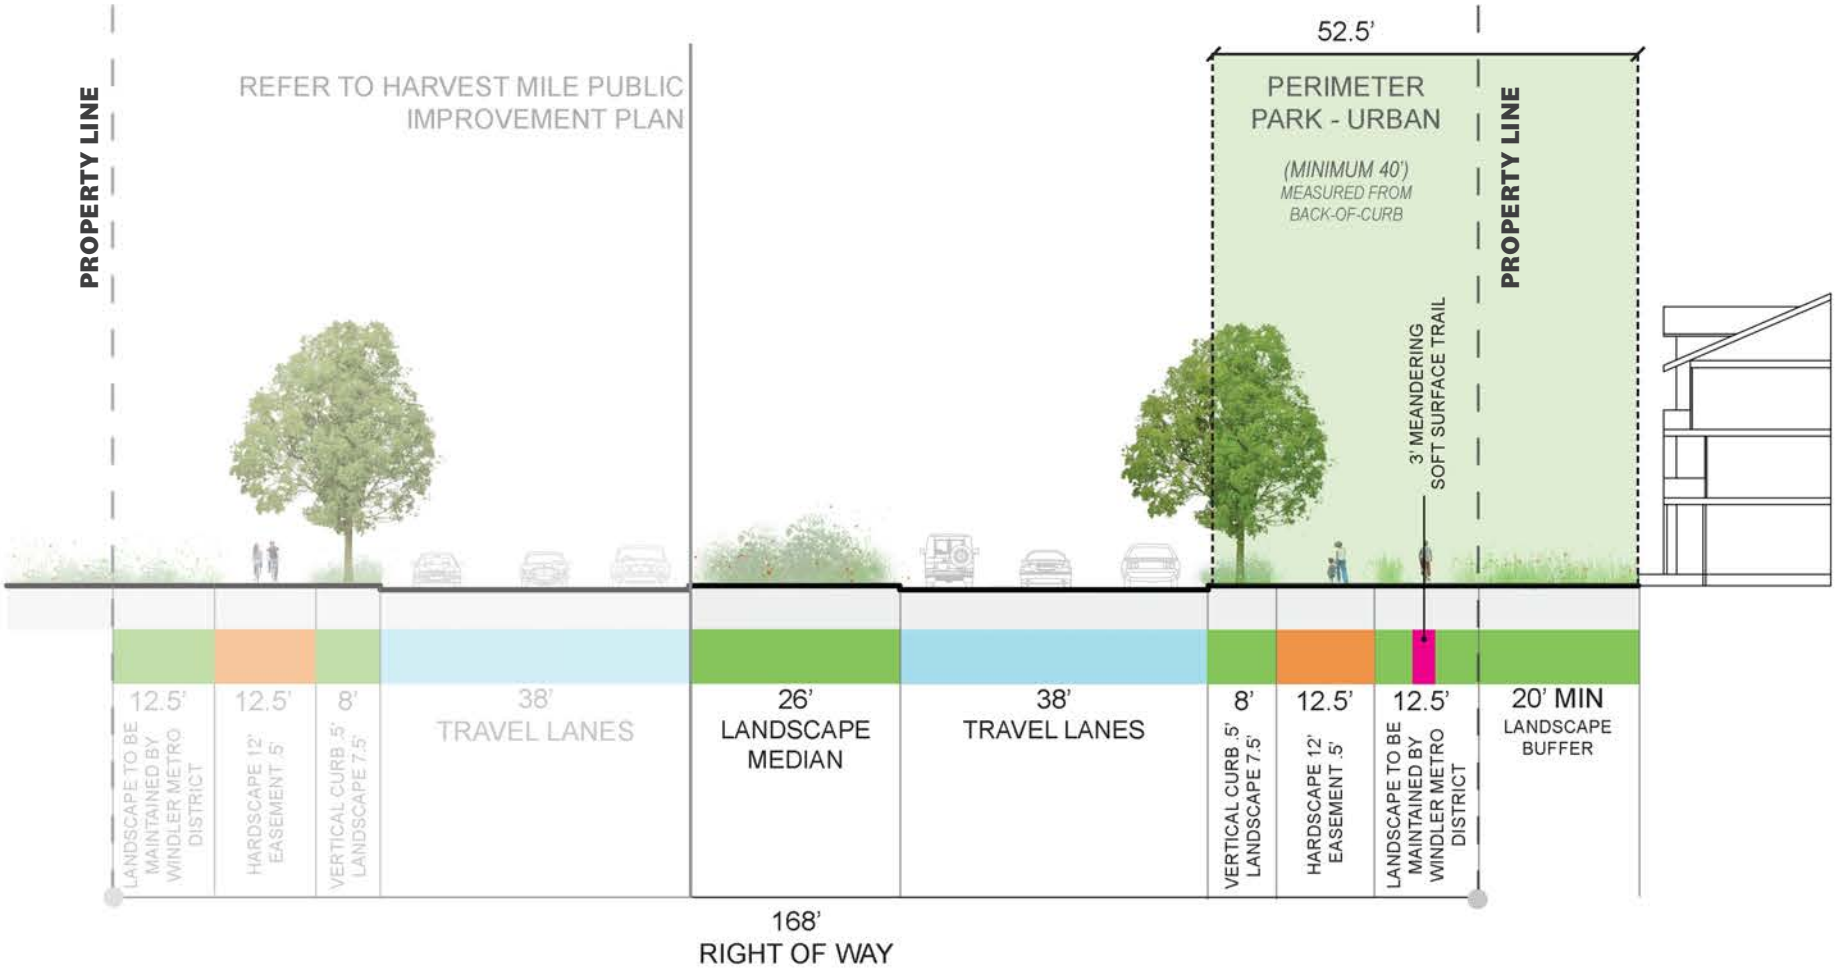 52.5'
REFER TO HARVEST MILE PUBLIC
IMPROVEMENT PLAN
PERIMETER
PARK - URBAN
(MINIMUM 40')
MEASURED FROM
BACK-OF-CURB
PROPERTY LINE
PROPERTY LINE
3' MEANDERING
SOFT SURFACE TRAIL
12.5'
LANDSCAPE TO BE
MAINTAINED BY
WINDLER METRO
DISTRICT
12.5'
HARDSCAPE 12'
EASEMENT .5'
8'
VERTICAL CURB .5'
LANDSCAPE 7.5'
38'
TRAVEL LANES
26'
LANDSCAPE
MEDIAN
38'
TRAVEL LANES
8'
VERTICAL CURB .5'
LANDSCAPE 7.5'
12.5'
HARDSCAPE 12'
EASEMENT .5'
12.5'
LANDSCAPE TO BE
MAINTAINED BY
WINDLER METRO
DISTRICT
20' MIN
LANDSCAPE
BUFFER
168'
RIGHT OF WAY